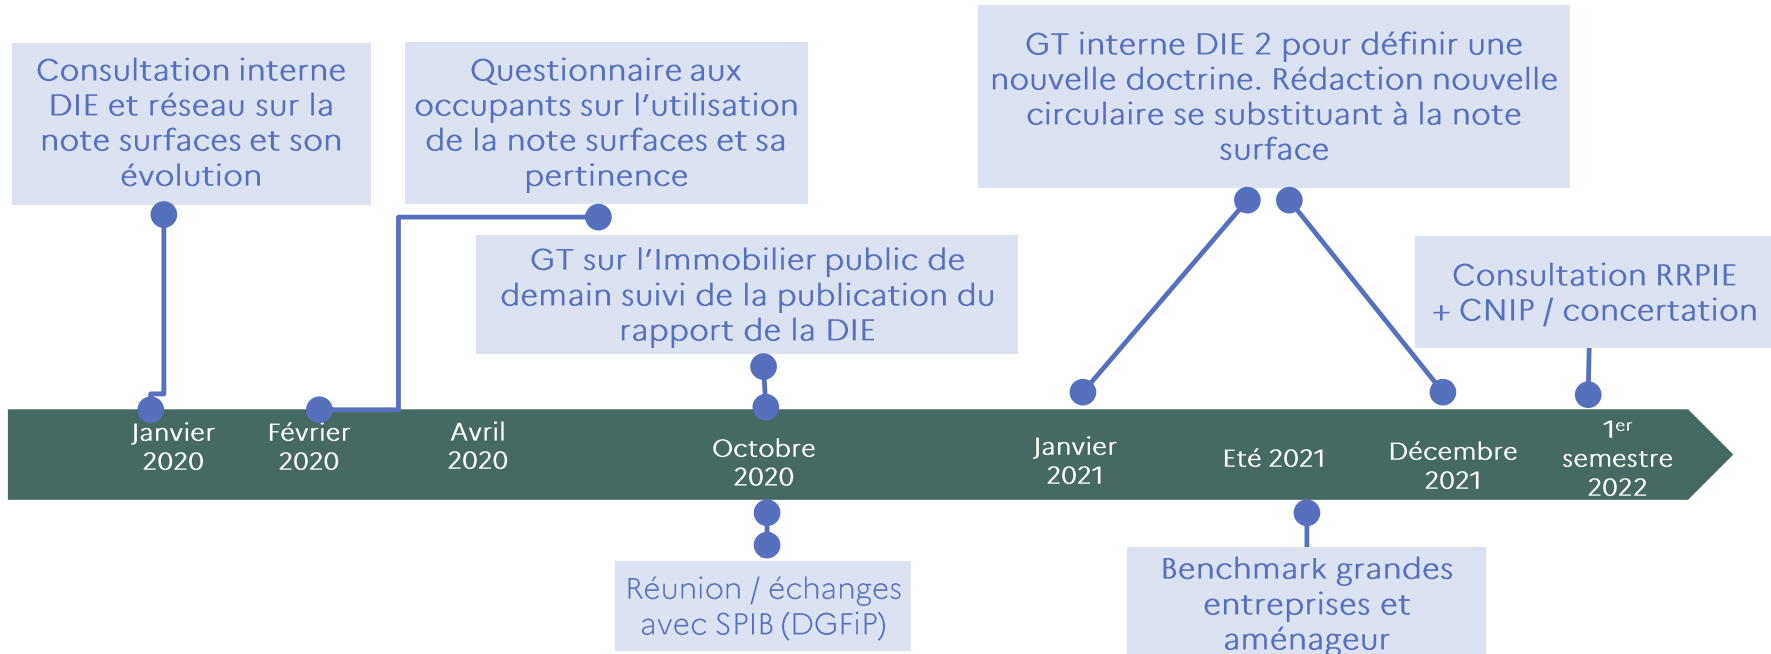 Consultation interne
DIE et réseau sur la
note surfaces et son
évolution
Questionnaire aux
occupants sur l'utilisation
de la note surfaces et sa
pertinence
GT sur l'Immobilier public de
demain suivi de la publication du
rapport de la DIE
GT interne DIE 2 pour définir une
nouvelle doctrine. Rédaction nouvelle
circulaire se substituant à la note
surface
Consultation RRPIE
+ CNIP / concertation
Janvier
2020
Février
2020
Avril
2020
Octobre
2020
Janvier
2021
Eté 2021
Décembre
2021
1er
semestre
2022
Réunion / échanges
avec SPIB (DGFiP)
Benchmark grandes
entreprises et
aménageur